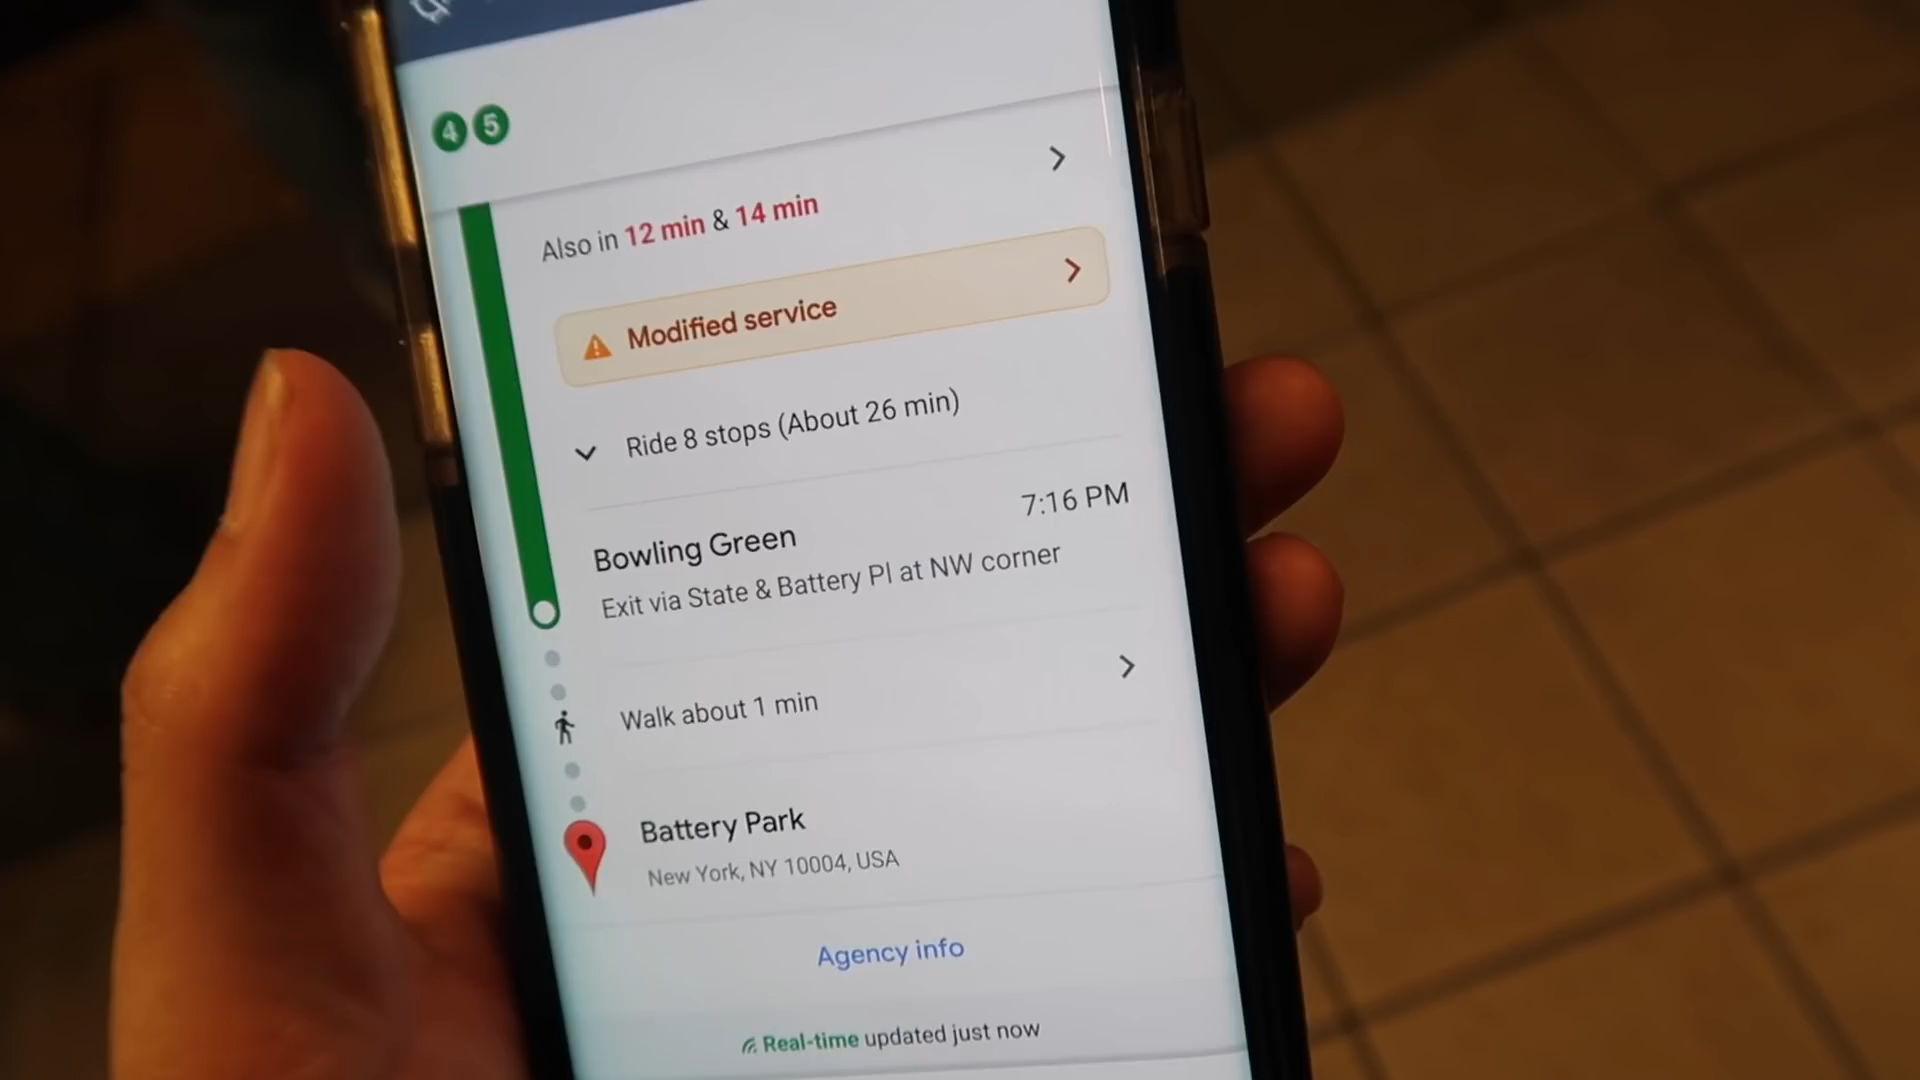 4 5
Also in 12 min & 14 min
Modified service
Ride 8 stops (About 26 min)
7:16 PM
Bowling Green
Exit via State & Battery Pl at NW corner
Walk about 1 min
Battery Park
New York, NY 10004, USA
Agency info
Real-time updated just now